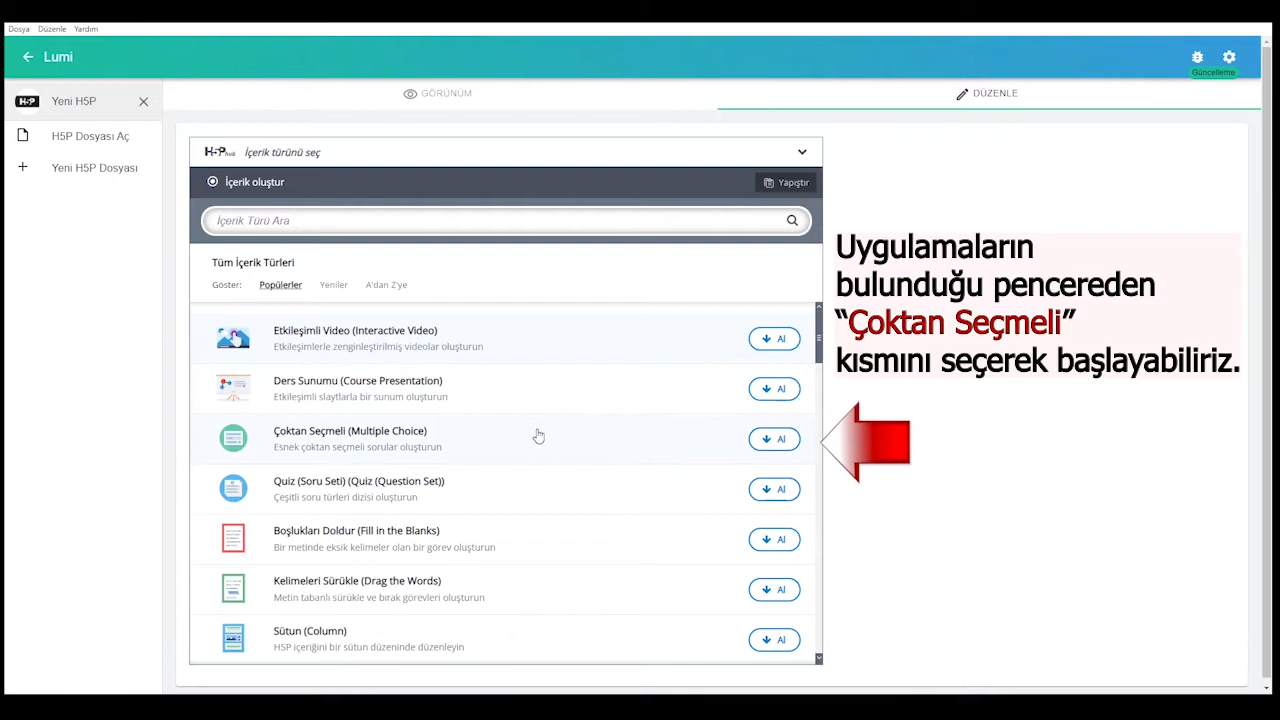 Dosya Düzenle Yardım
Lumi
Güncelleme
H5P Yeni H5P
H5P Dosyası Aç
Yeni H5P Dosyası
GÖRÜNÜM
DÜZENLE
H5P hub İçerik türünü seç
İçerik oluştur
Yapıştır
İçerik Türü Ara
Tüm İçerik Türleri
Göster: Popülerler Yeniler A'dan Z'ye
Etkileşimli Video (Interactive Video)
Etkileşimlerle zenginleştirilmiş videolar oluşturun
Al
Ders Sunumu (Course Presentation)
Etkileşimli slaytlarla bir sunum oluşturun
Al
Çoktan Seçmeli (Multiple Choice)
Esnek çoktan seçmeli sorular oluşturun
Al
Quiz (Soru Seti) (Quiz (Question Set))
Çeşitli soru türleri dizisi oluşturun
Al
Boşlukları Doldur (Fill in the Blanks)
Bir metinde eksik kelimeler olan bir görev oluşturun
Al
Kelimeleri Sürükle (Drag the Words)
Metin tabanlı sürükle ve bırak görevleri oluşturun
Al
Sütun (Column)
H5P içeriğini bir sütun düzeninde düzenleyin
Al
Uygulamaların
bulunduğu pencereden
“Çoktan Seçmeli”
kısmını seçerek başlayabiliriz.